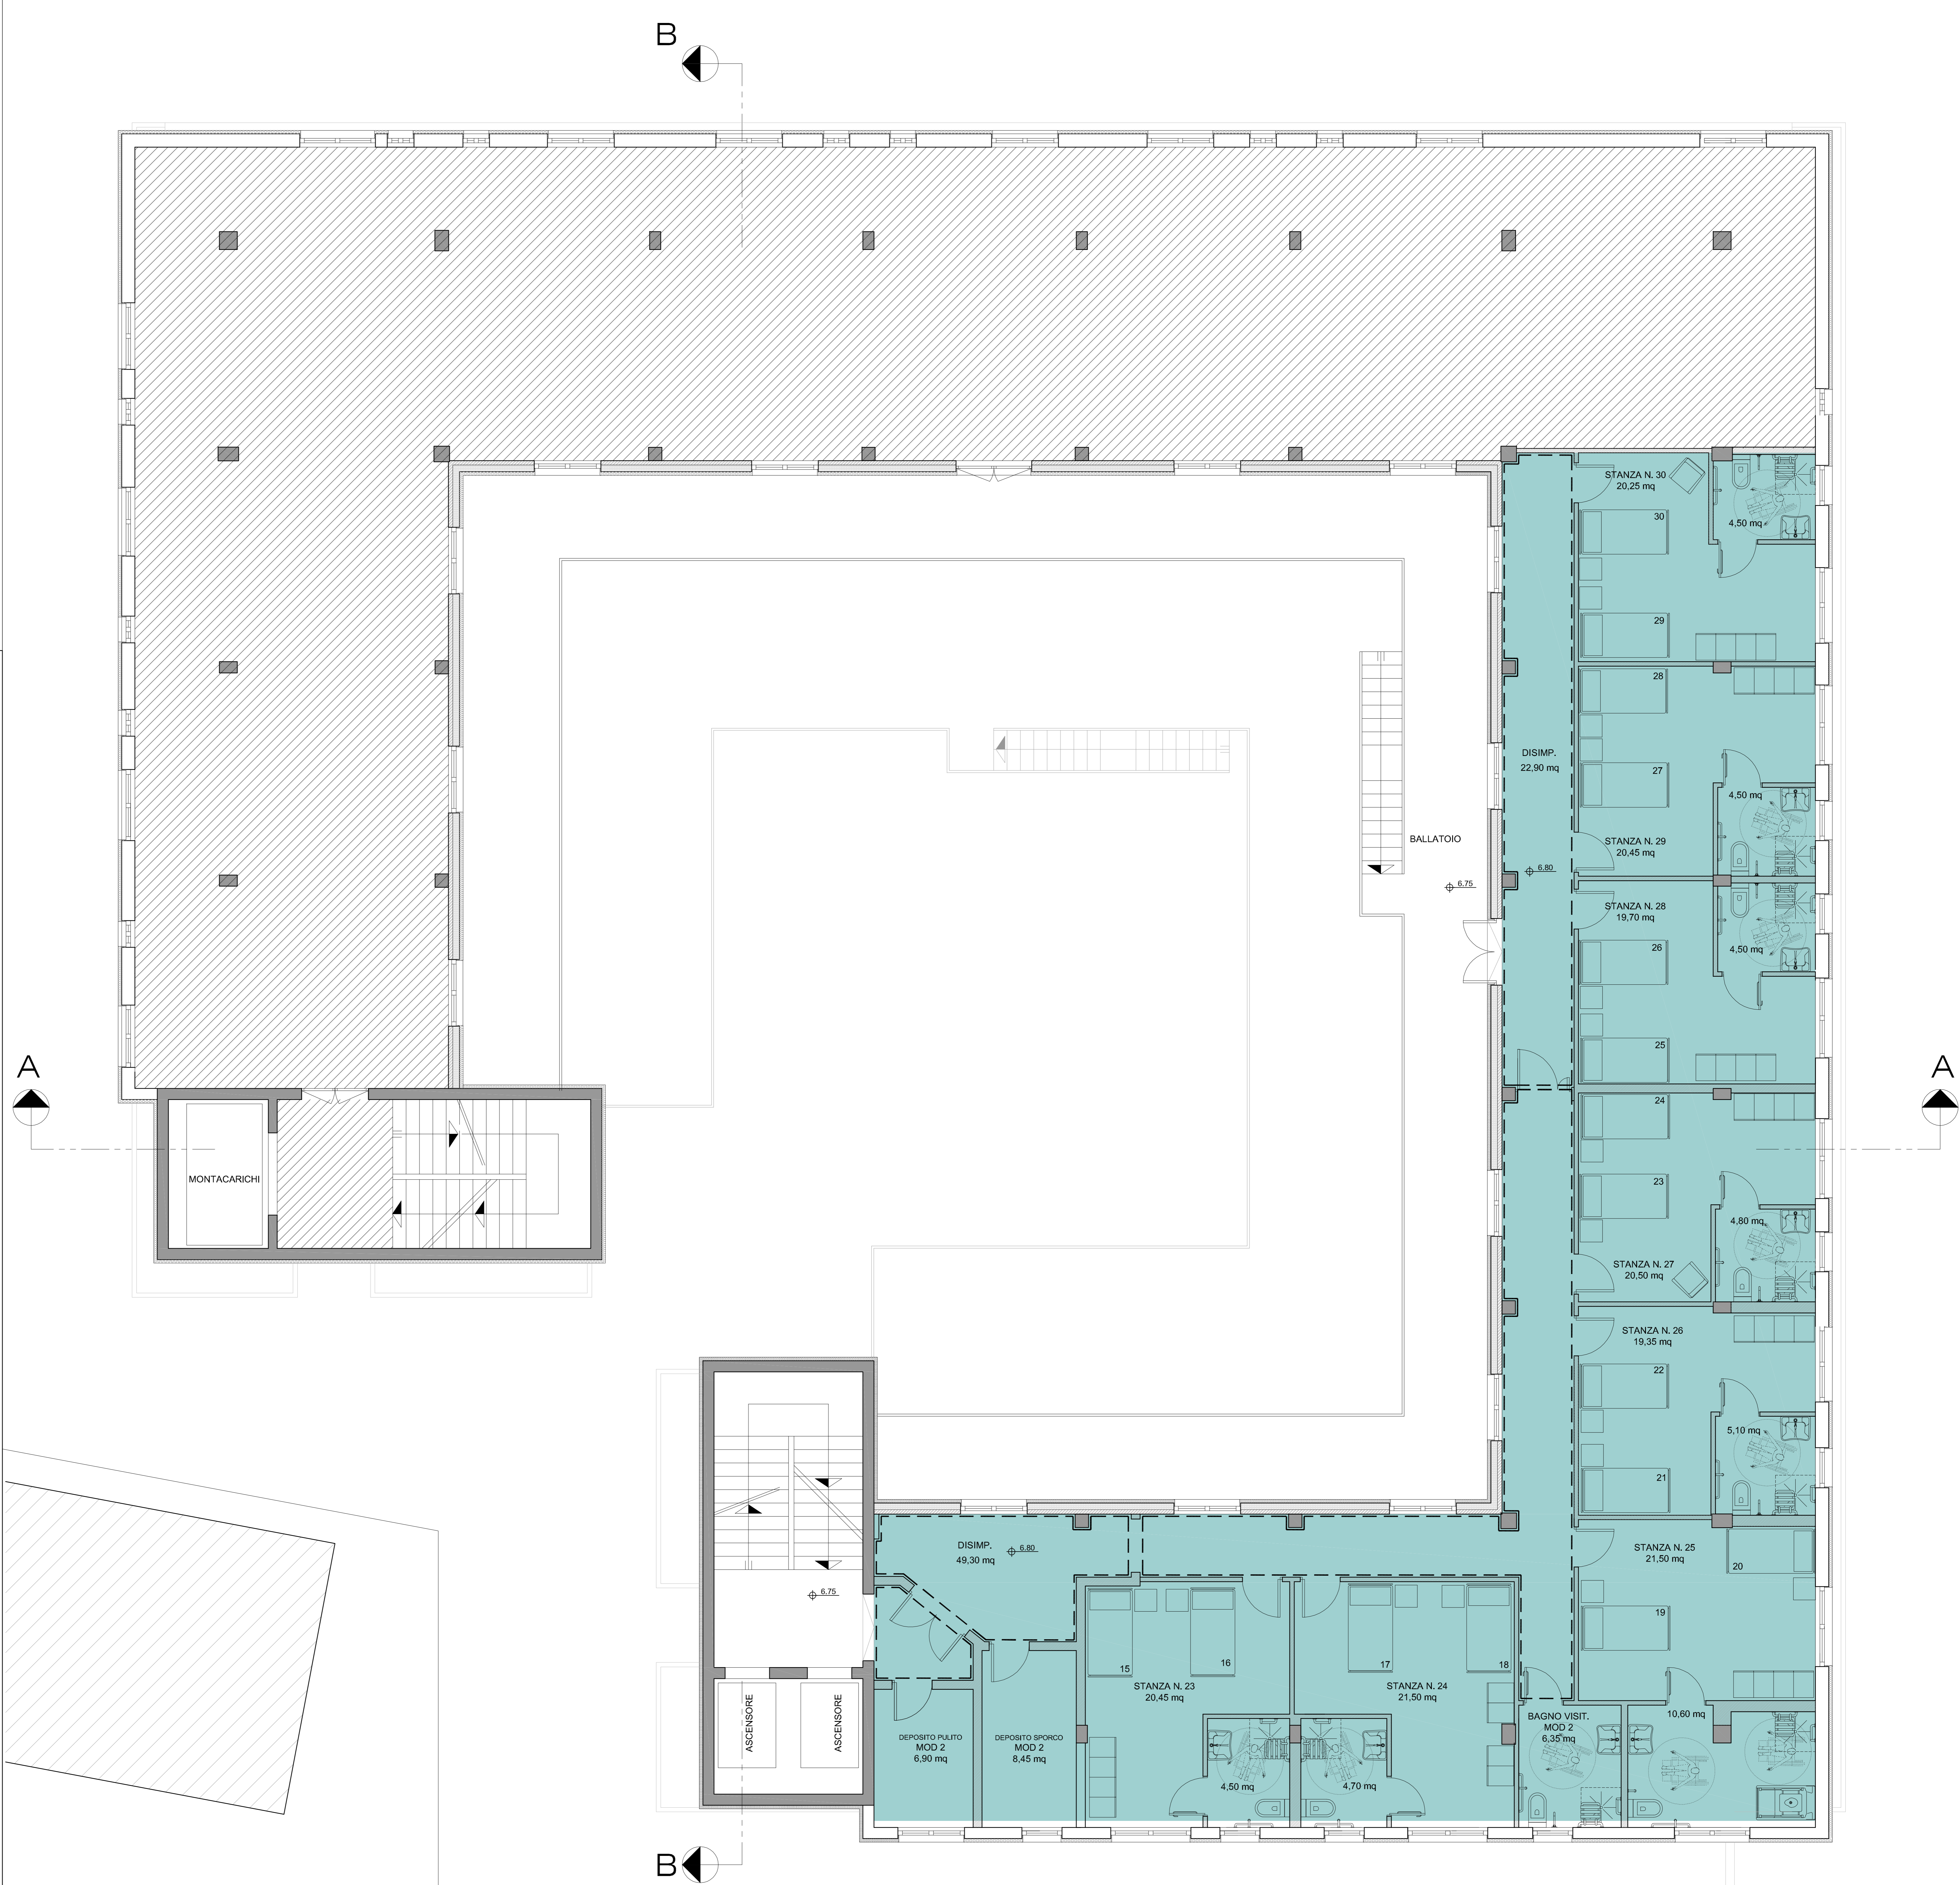 B
STANZA N. 30
20,25 mq
30
4,50 mq
29
28
DISIMP.
22,90 mq
27
4,50 mq
BALLATOIO
STANZA N. 29
20,45 mq
6.80
6.75
STANZA N. 28
19,70 mq
26
4,50 mq
25
A
A
24
MONTACARICHI
23
4,80 mq
STANZA N. 27
20,50 mq
STANZA N. 26
19,35 mq
22
5,10 mq
21
DISIMP.
49,30 mq
6.80
STANZA N. 25
21,50 mq
20
6.75
19
15
16
17
18
STANZA N. 23
20,45 mq
STANZA N. 24
21,50 mq
ASCENSORE
ASCENSORE
BAGNO VISIT.
MOD 2
6,35 mq
10,60 mq
DEPOSITO PULITO
MOD 2
6,90 mq
DEPOSITO SPORCO
MOD 2
8,45 mq
4,50 mq
4,70 mq
B